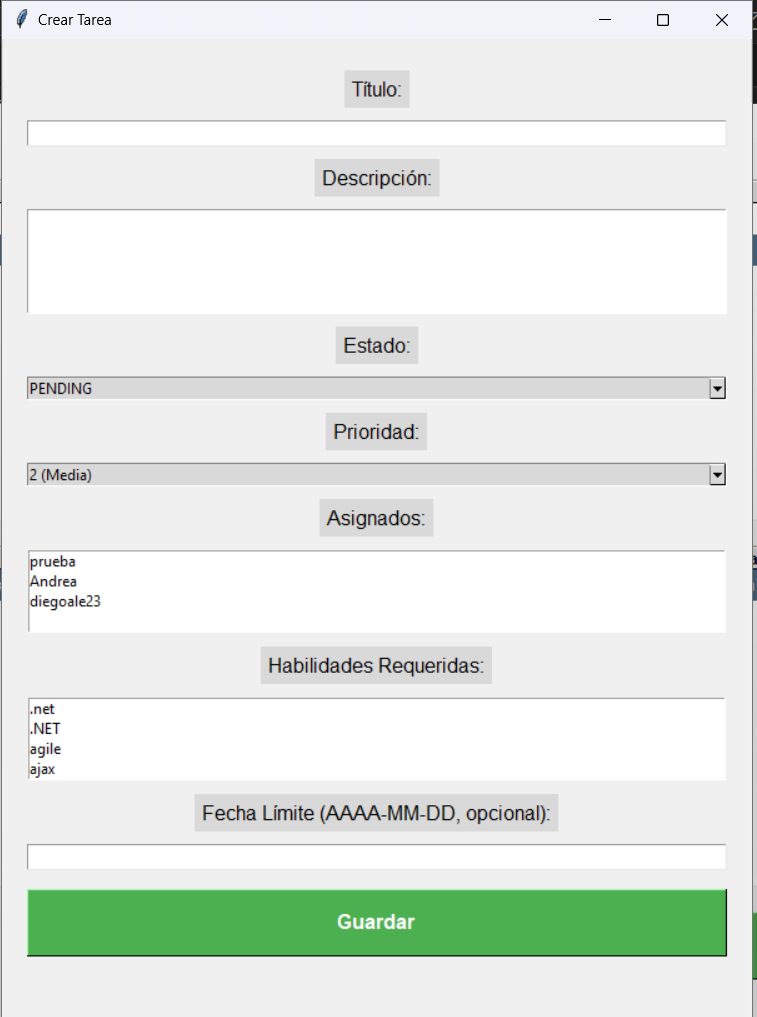 Crear Tarea
Título:
Descripción:
Estado:
PENDING
Prioridad:
2 (Media)
Asignados:
prueba
Andrea
diegoale23
Habilidades Requeridas:
.net
.NET
agile
ajax
Fecha Límite (AAAA-MM-DD, opcional):
Guardar